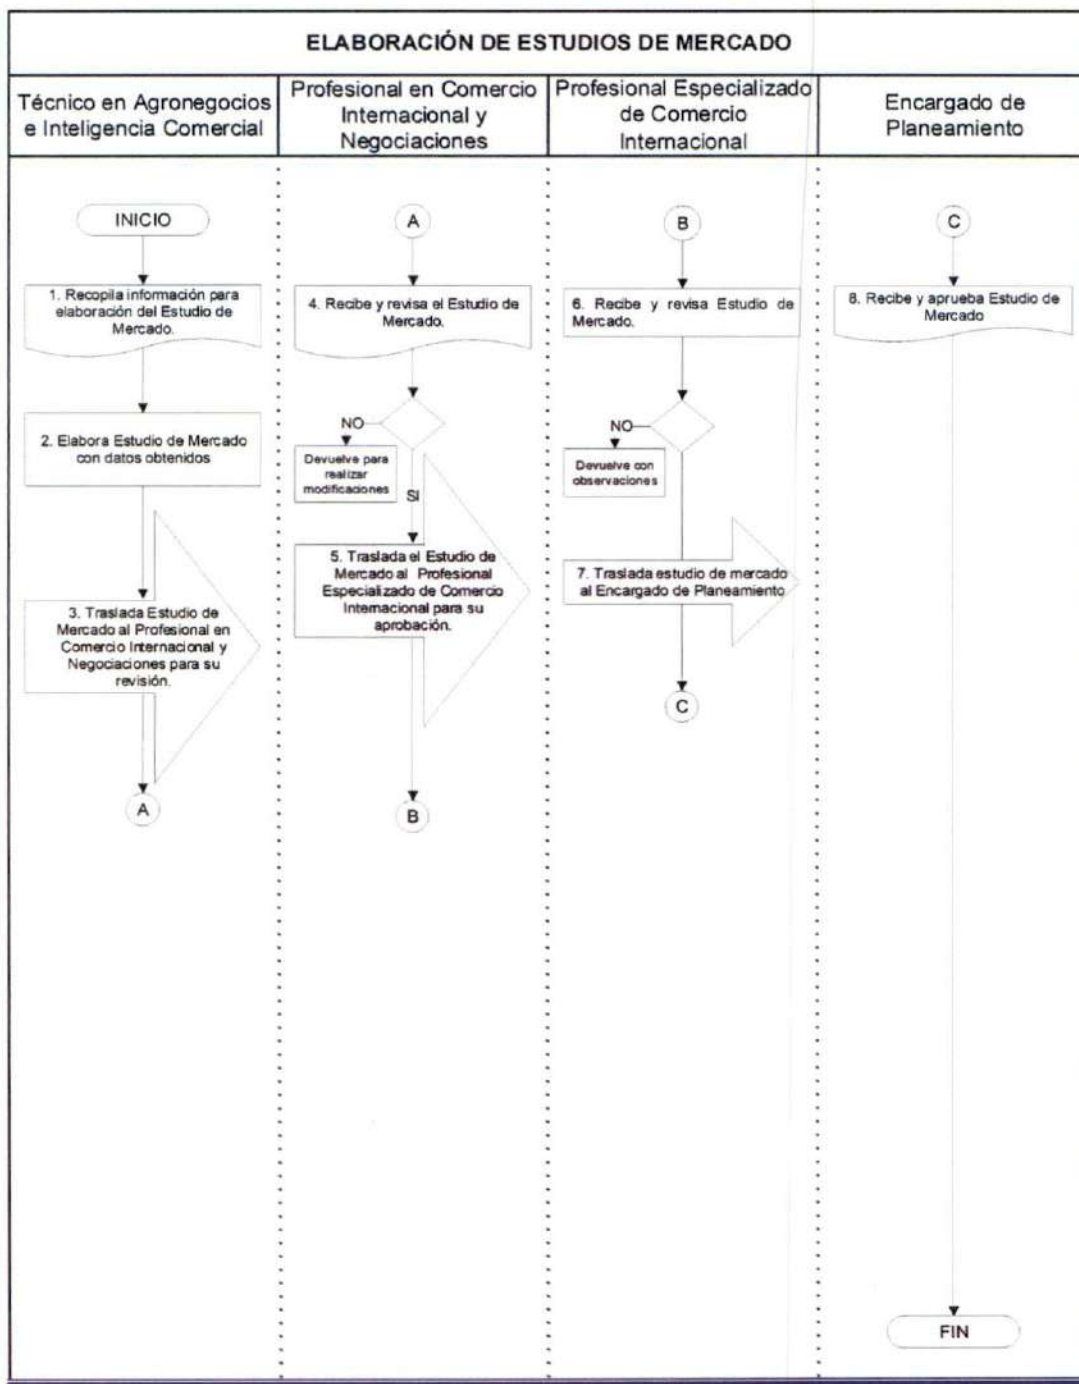 ELABORACIÓN DE ESTUDIOS DE MERCADO
Técnico en Agronegocios
e Inteligencia Comercial
Profesional en Comercio
Internacional y
Negociaciones
Profesional Especializado
de Comercio
Internacional
Encargado de
Planeamiento
INICIO
1. Recopila información para
elaboración del Estudio de
Mercado.
2. Elabora Estudio de Mercado
con datos obtenidos
3. Traslada Estudio de
Mercado al Profesional en
Comercio Internacional y
Negociaciones para su
revisión.
A
A
4. Recibe y revisa el Estudio de
Mercado.
NO
Devuelve para
realizar
modificaciones
SI
5. Traslada el Estudio de
Mercado al Profesional
Especializado de Comercio
Internacional para su
aprobación.
B
B
6. Recibe y revisa Estudio de
Mercado.
NO
Devuelve con
observaciones
7. Traslada estudio de mercado
al Encargado de Planeamiento
C
C
8. Recibe y aprueba Estudio de
Mercado
FIN